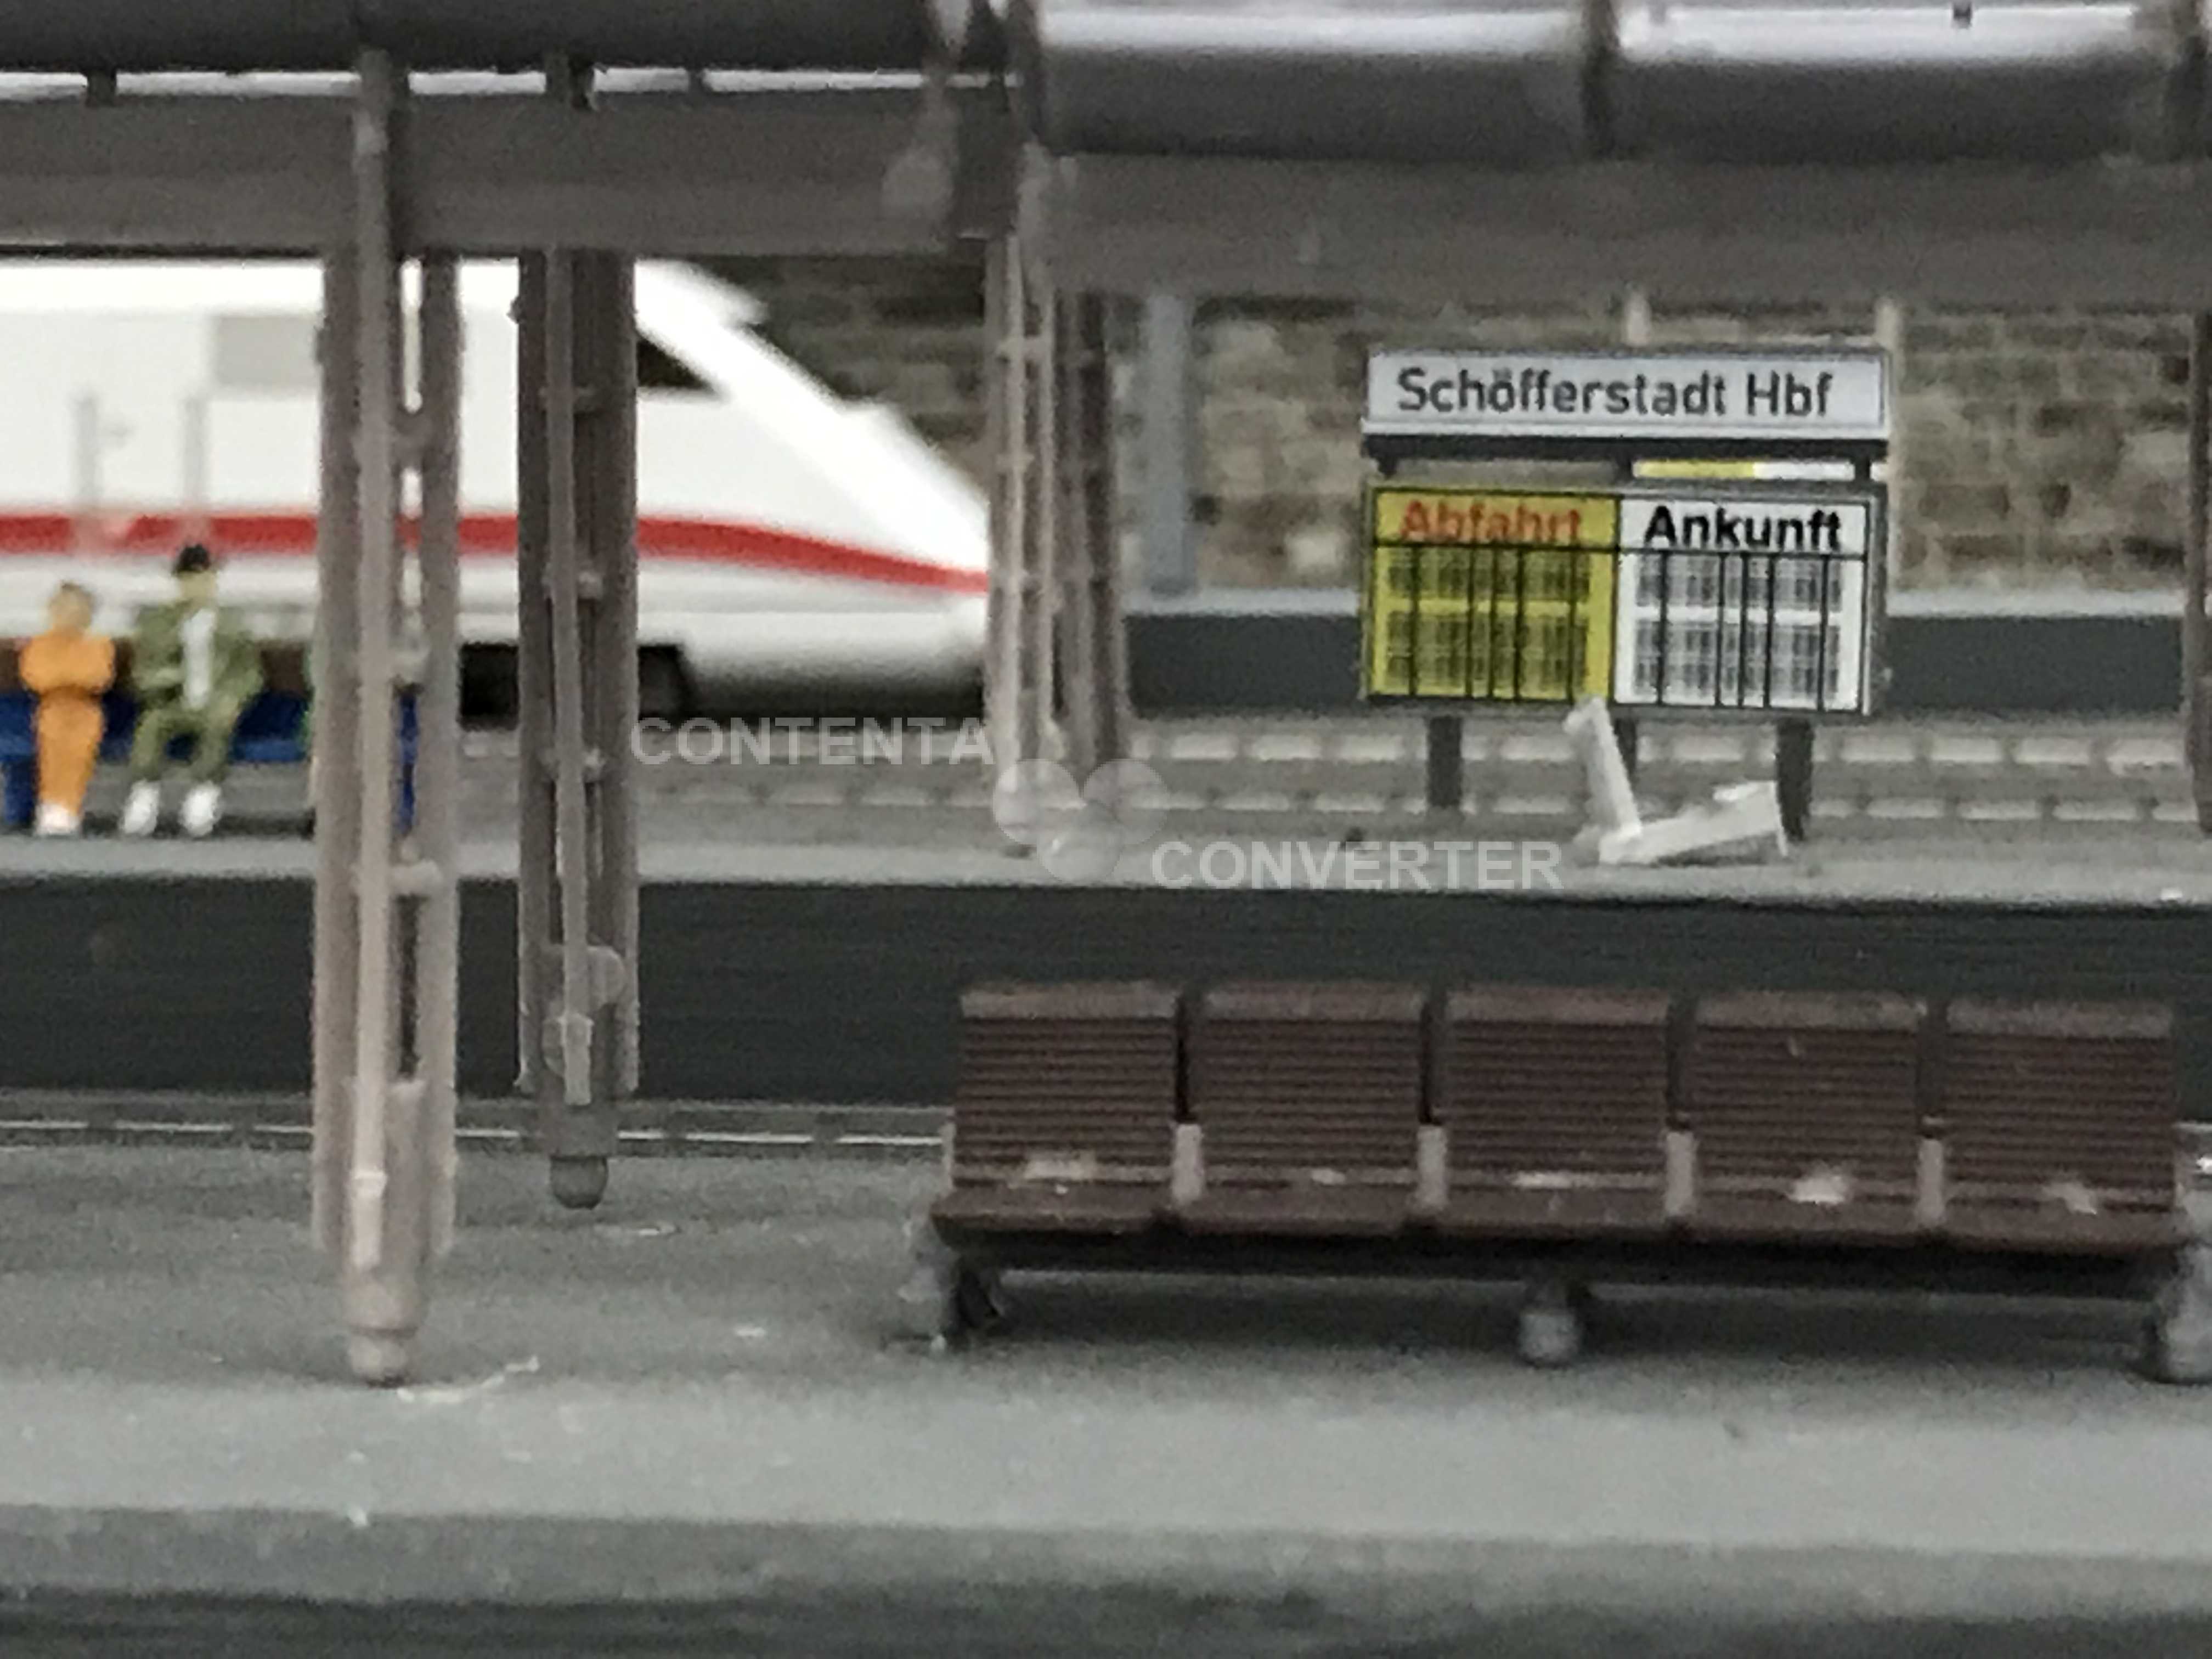 Schöfferstadt Hbf
Abfahrt Ankunft
CONTENTA
CONVERTER